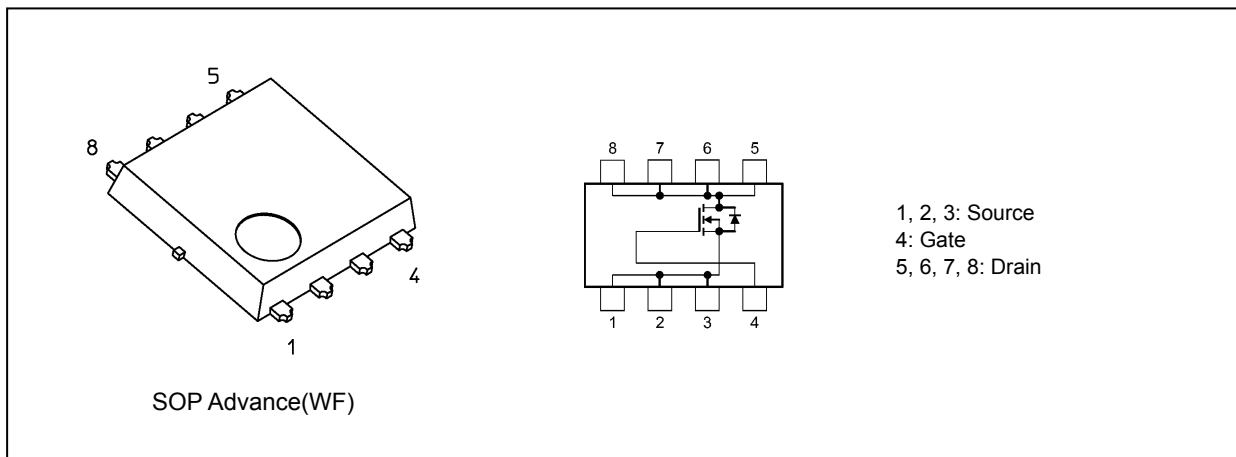 5
8
4
1
SOP Advance(WF)
8 7 6 5
1 2 3 4
1, 2, 3: Source
4: Gate
5, 6, 7, 8: Drain